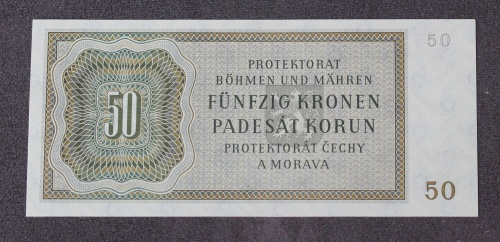 50
PROTEKTORAT
BÖHMEN UND MÄHREN
FÜNFZIG KRONEN
PADESÁT KORUN
PROTEKTORÁT ČECHY
A MORAVA
50
50